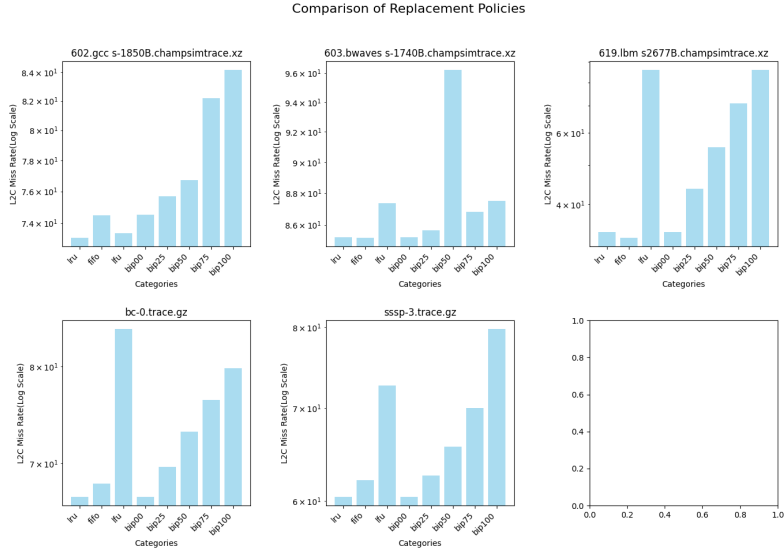 Comparison of Replacement Policies
602.gcc s-1850B.champsimtrace.xz
L2C Miss Rate(Log Scale)
8.4 × 10¹
8.2 × 10¹
8 × 10¹
7.8 × 10¹
7.6 × 10¹
7.4 × 10¹
lru fifo lfu bip00 bip25 bip50 bip75 bip100
Categories
603.bwaves s-1740B.champsimtrace.xz
L2C Miss Rate(Log Scale)
9.6 × 10¹
9.4 × 10¹
9.2 × 10¹
9 × 10¹
8.8 × 10¹
8.6 × 10¹
lru fifo lfu bip00 bip25 bip50 bip75 bip100
Categories
619.lbm s2677B.champsimtrace.xz
L2C Miss Rate(Log Scale)
6 × 10¹
4 × 10¹
lru fifo lfu bip00 bip25 bip50 bip75 bip100
Categories
bc-0.trace.gz
L2C Miss Rate(Log Scale)
8 × 10¹
7 × 10¹
lru fifo lfu bip00 bip25 bip50 bip75 bip100
Categories
sssp-3.trace.gz
L2C Miss Rate(Log Scale)
8 × 10¹
7 × 10¹
6 × 10¹
lru fifo lfu bip00 bip25 bip50 bip75 bip100
Categories
1.0
0.8
0.6
0.4
0.2
0.0
0.0 0.2 0.4 0.6 0.8 1.0